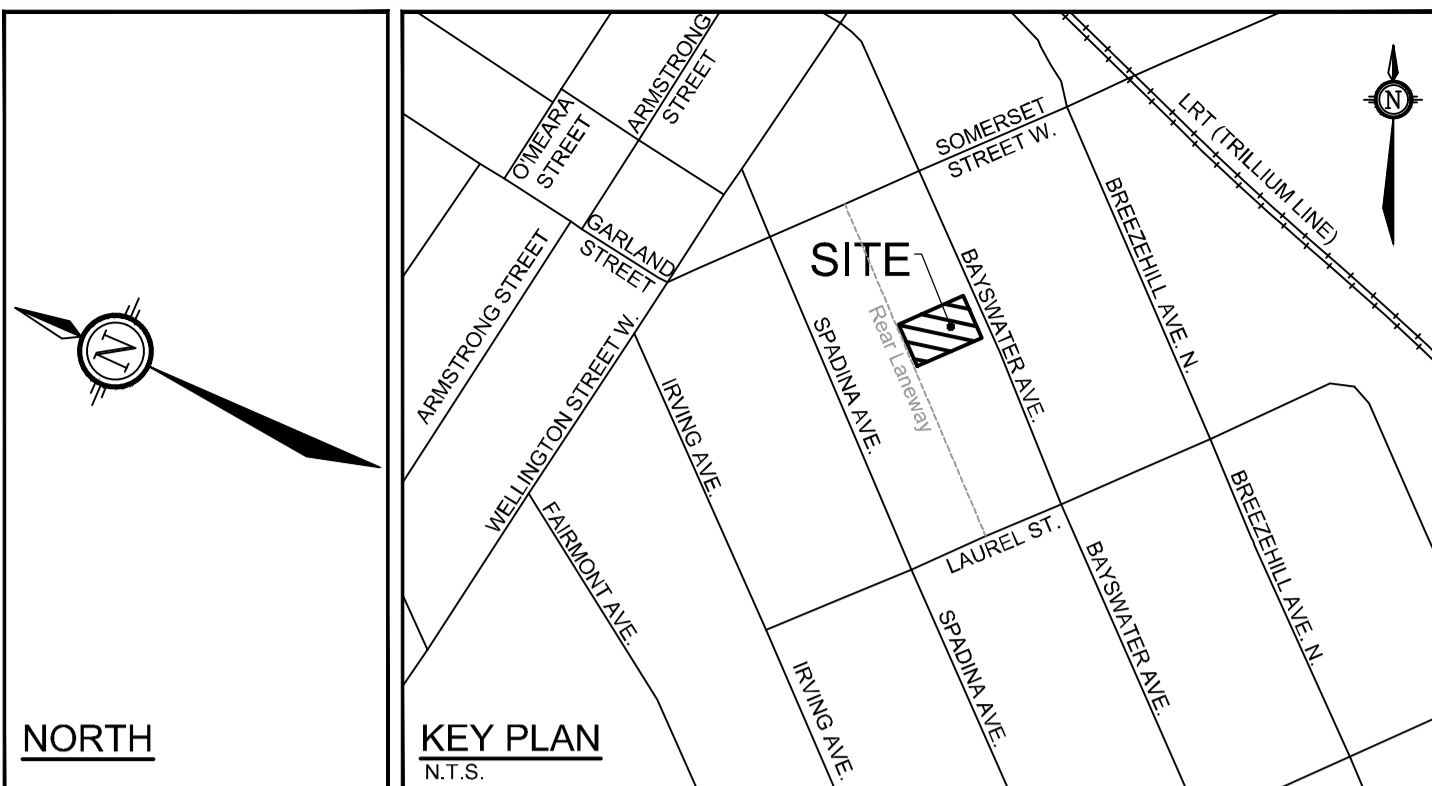 N
NORTH
ARMSTRONG
STREET
O'MEARA
STREET
SOMERSET
STREET W.
LRT (TRILLIUM LINE)
N
GARLAND
STREET
SITE
BREEZEHILL AVE. N.
BAYSWATER AVE.
ARMSTRONG STREET
WELLINGTON STREET W.
SPADINA AVE.
Rear Laneway
IRVING AVE.
FAIRMONT AVE.
LAUREL ST.
BREEZEHILL AVE. N.
BAYSWATER AVE.
SPADINA AVE.
IRVING AVE.
KEY PLAN
N.T.S.